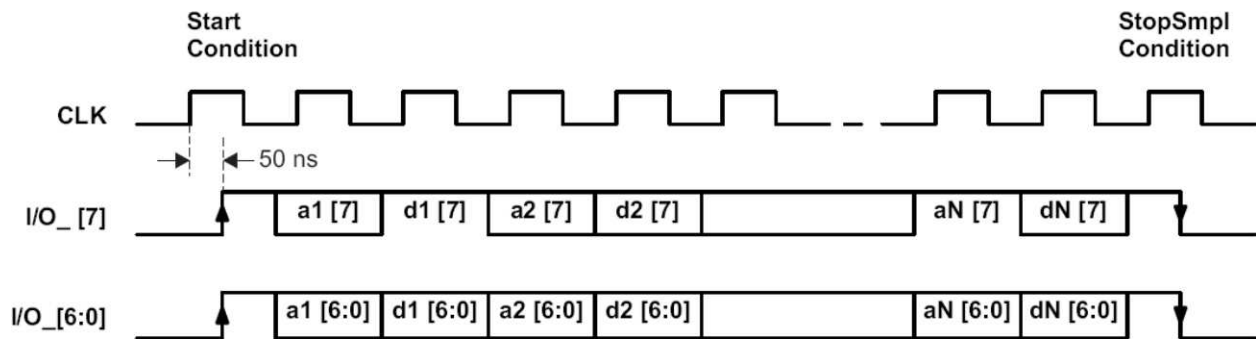 Start
Condition
StopSmpl
Condition
CLK
50 ns
I/O_ [7]
a1 [7] d1 [7] a2 [7] d2 [7] aN [7] dN [7]
I/O_[6:0]
a1 [6:0] d1 [6:0] a2 [6:0] d2 [6:0] aN [6:0] dN [6:0]